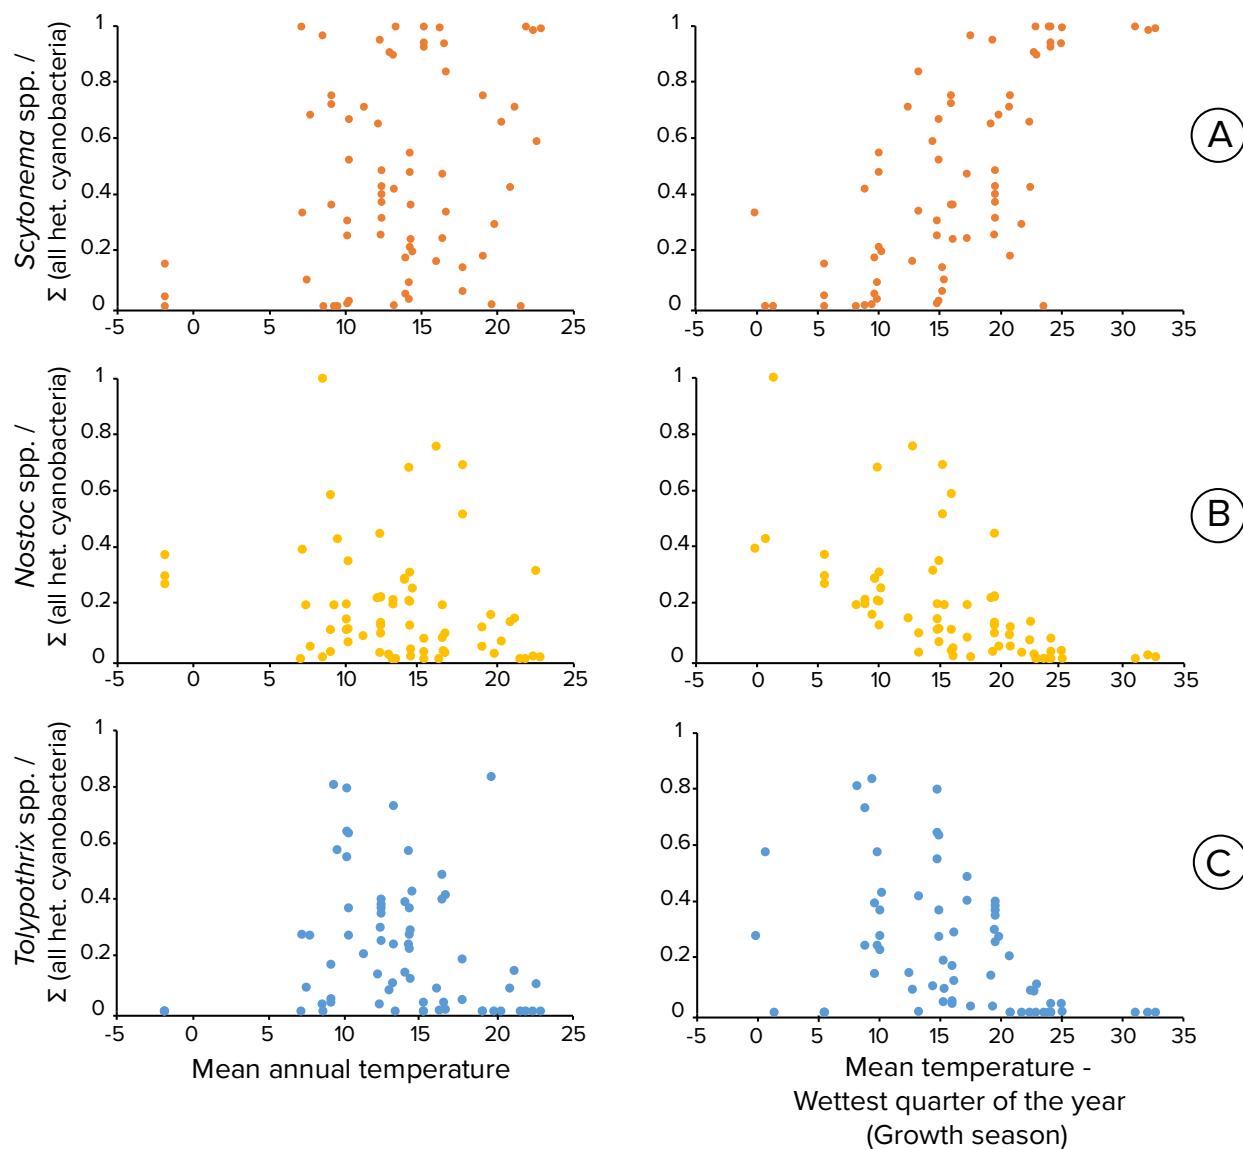 Scytonema spp. /
Σ (all het. cyanobacteria)
1
0.8
0.6
0.4
0.2
0
-5 0 5 10 15 20 25
1
0.8
0.6
0.4
0.2
0
-5 0 5 10 15 20 25 30 35
A
Nostoc spp. /
Σ (all het. cyanobacteria)
1
0.8
0.6
0.4
0.2
0
-5 0 5 10 15 20 25
1
0.8
0.6
0.4
0.2
0
-5 0 5 10 15 20 25 30 35
B
Tolypothrix spp. /
Σ (all het. cyanobacteria)
1
0.8
0.6
0.4
0.2
0
-5 0 5 10 15 20 25
Mean annual temperature
1
0.8
0.6
0.4
0.2
0
-5 0 5 10 15 20 25 30 35
Mean temperature -
Wettest quarter of the year
(Growth season)
C